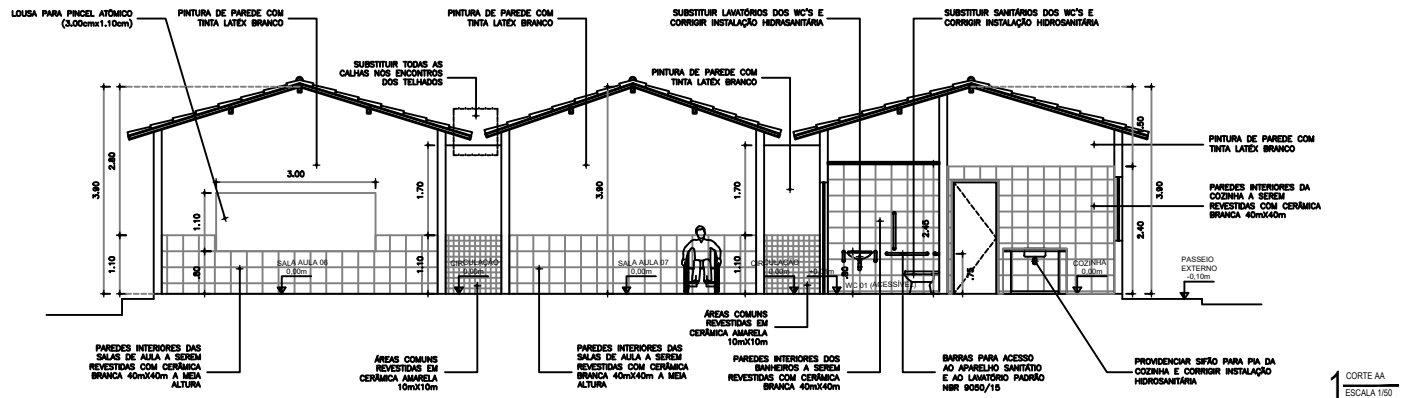 LOUSA PARA PINCEL ATÔMICO
(3.00cmx1.10cm)
PINTURA DE PAREDE COM
TINTA LATÉX BRANCO
PINTURA DE PAREDE COM
TINTA LATÉX BRANCO
SUBSTITUIR LAVATÓRIOS DOS WC'S E
CORRIGIR INSTALAÇÃO HIDRASANITÁRIA
SUBSTITUIR SANITÁRIOS DOS WC'S E
CORRIGIR INSTALAÇÃO HIDROSANITÁRIA
SUBSTITUIR TODAS AS
CALHAS NOS ENCONTROS
DOS TELHADOS
PINTURA DE PAREDE COM
TINTA LATÉX BRANCO
PINTURA DE PAREDE COM
TINTA LATÉX BRANCO
PAREDES INTERIORES DA
COZINHA A SEREM
REVESTIDAS COM CERÂMICA
BRANCA 40mX40m
3.90
2.80
1.10
1.10
.80
3.00
1.70
1.10
3.90
1.70
1.10
2.45
.80
.75
.50
2.40
3.90
SALA AULA 06
0,00m
CIRCULAÇÃO
0,00m
SALA AULA 07
0,00m
CIRCULAÇÃO
0,00m
WC 01 (ACESSÍVEL)
COZINHA
0,00m
PASSEIO
EXTERNO
-0,10m
PAREDES INTERIORES DAS
SALAS DE AULA A SEREM
REVESTIDAS COM CERÂMICA
BRANCA 40mX40m A MEIA
ALTURA
ÁREAS COMUNS
REVESTIDAS EM
CERÂMICA AMARELA
10mX10m
PAREDES INTERIORES DAS
SALAS DE AULA A SEREM
REVESTIDAS COM CERÂMICA
BRANCA 40mX40m A MEIA
ALTURA
ÁREAS COMUNS
REVESTIDAS EM
CERÂMICA AMARELA
10mX10m
PAREDES INTERIORES DOS
BANHEIROS A SEREM
REVESTIDAS COM CERÂMICA
BRANCA 40mX40m
BARRAS PARA ACESSO
AO APARELHO SANITÁTIO
E AO LAVATÓRIO PADRÃO
NBR 9050/15
PROVIDENCIAR SIFÃO PARA PIA DA
COZINHA E CORRIGIR INSTALAÇÃO
HIDROSANITÁRIA
1 CORTE AA
ESCALA 1/50